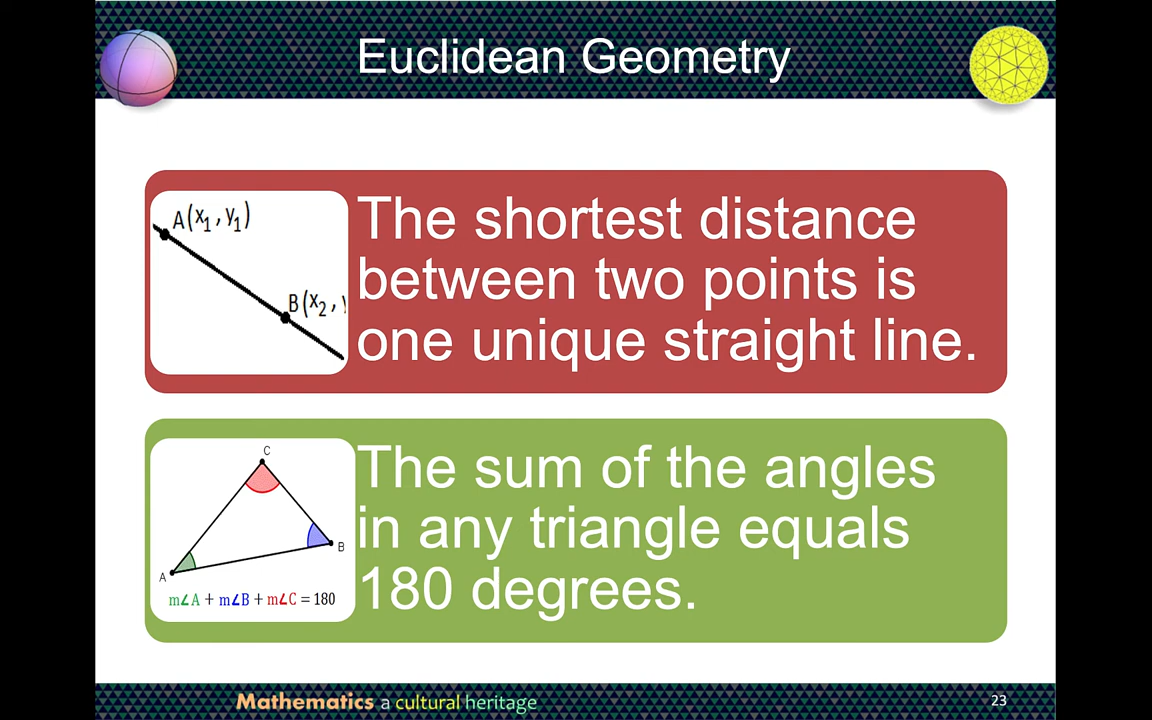 Euclidean Geometry
A(x₁, y₁)
B(x₂,
The shortest distance
between two points is
one unique straight line.
C
B
A
m∠A + m∠B + m∠C = 180
The sum of the angles
in any triangle equals
180 degrees.
Mathematics a cultural heritage
23